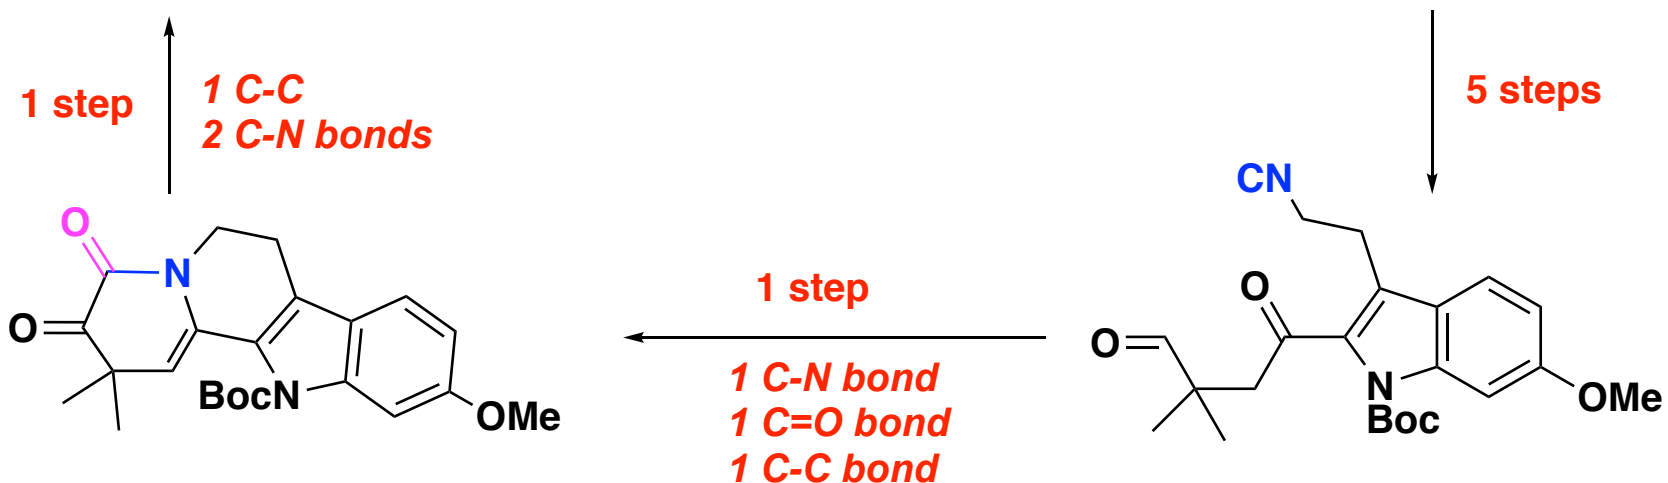 1 step
1 C-C
2 C-N bonds
5 steps
CN
O
N
O
BocN
OMe
1 step
1 C-N bond
1 C=O bond
1 C-C bond
O
O
N
Boc
OMe